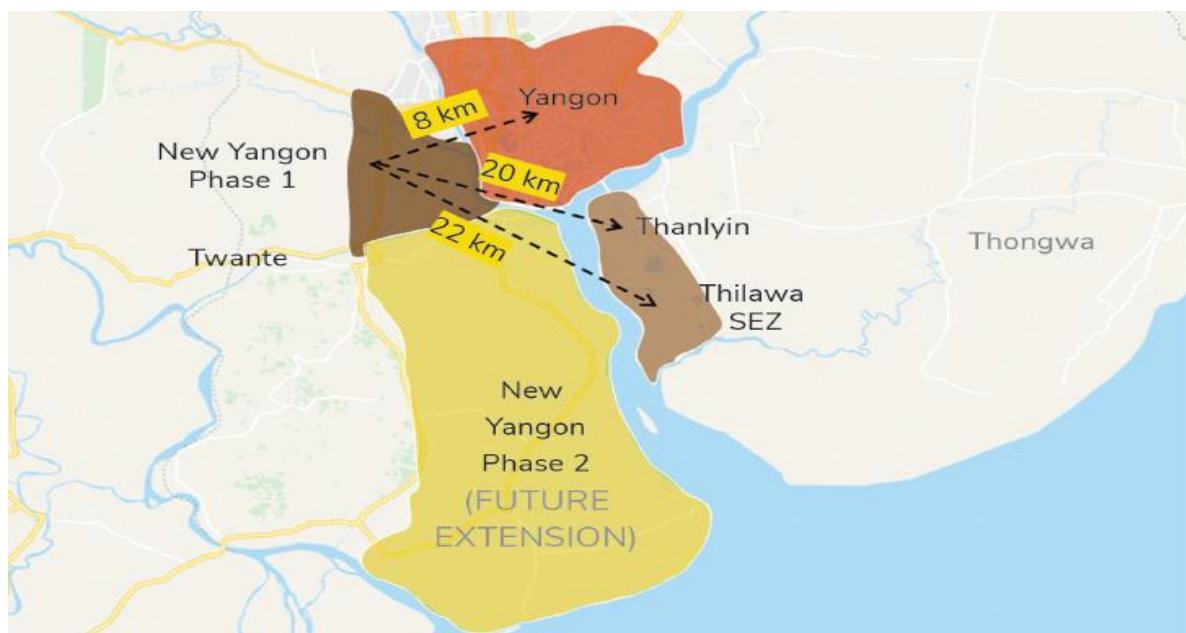 8 km
Yangon
New Yangon
Phase 1
20 km
22 km
Thanlyin
Thongwa
Twante
Thilawa
SEZ
New
Yangon
Phase 2
(FUTURE
EXTENSION)